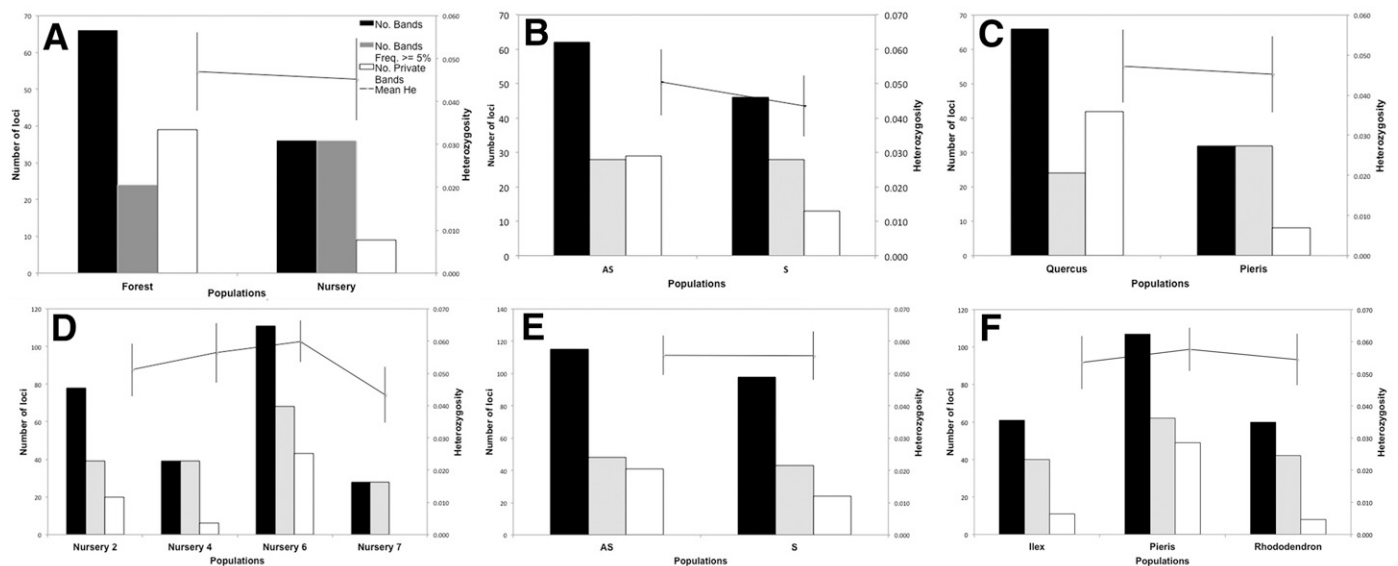 A
No. Bands
No. Bands
Freq. >= 5%
No. Private
Bands
Mean He
70
60
50
40
30
20
10
0
Number of loci
0.060
0.050
0.040
0.030
0.020
0.010
0.000
Heterozygosity
Forest
Nursery
Populations
B
70
60
50
40
30
20
10
0
Number of loci
0.070
0.060
0.050
0.040
0.030
0.020
0.010
0.000
Heterozygosity
AS
S
Populations
C
70
60
50
40
30
20
10
0
Number of loci
0.060
0.050
0.040
0.030
0.020
0.010
0.000
Heterozygosity
Quercus
Pieris
Populations
D
120
100
80
60
40
20
0
Number of loci
0.070
0.060
0.050
0.040
0.030
0.020
0.010
0.000
Heterozygosity
Nursery 2
Nursery 4
Nursery 6
Nursery 7
Populations
E
140
120
100
80
60
40
20
0
Number of loci
0.070
0.060
0.050
0.040
0.030
0.020
0.010
0.000
Heterozygosity
AS
S
Populations
F
120
100
80
60
40
20
0
Number of loci
0.070
0.060
0.050
0.040
0.030
0.020
0.010
0.000
Heterozygosity
Ilex
Pieris
Rhododendron
Populations